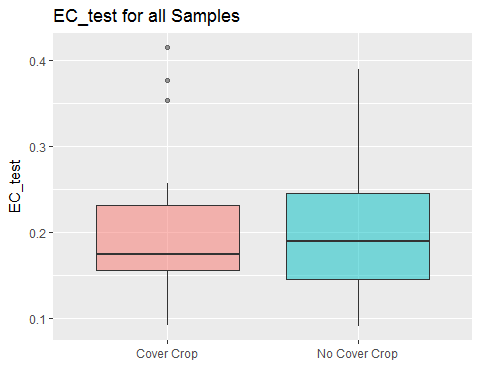 EC_test for all Samples
EC_test
0.4
0.3
0.2
0.1
Cover Crop
No Cover Crop